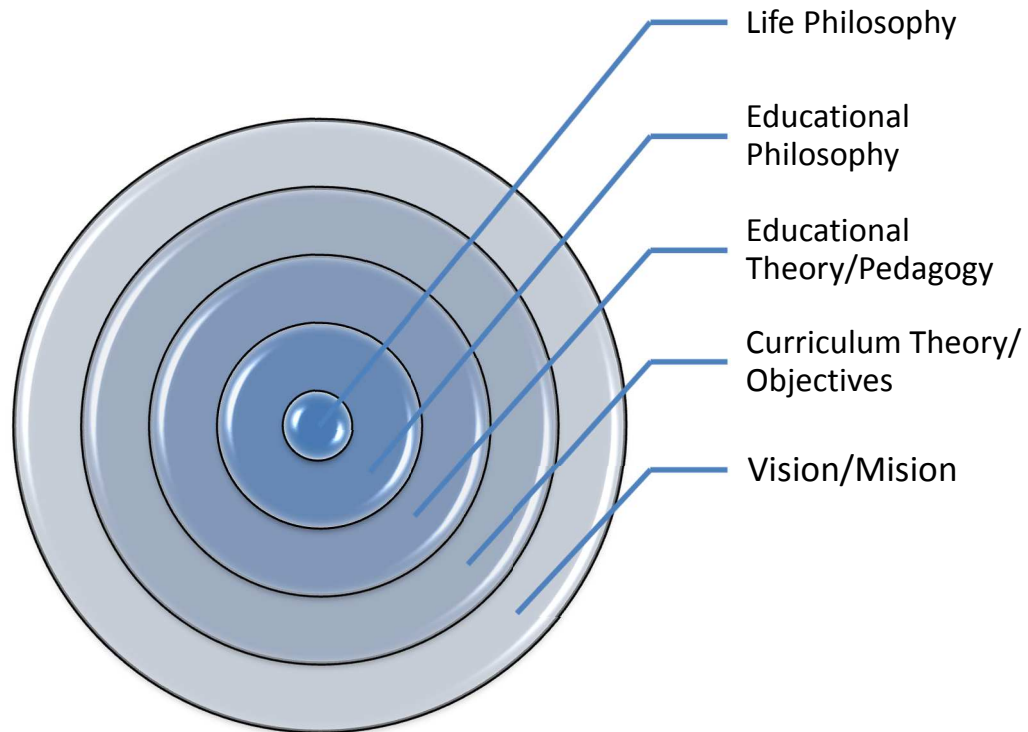 Life Philosophy
Educational
Philosophy
Educational
Theory/Pedagogy
Curriculum Theory/
Objectives
Vision/Mision